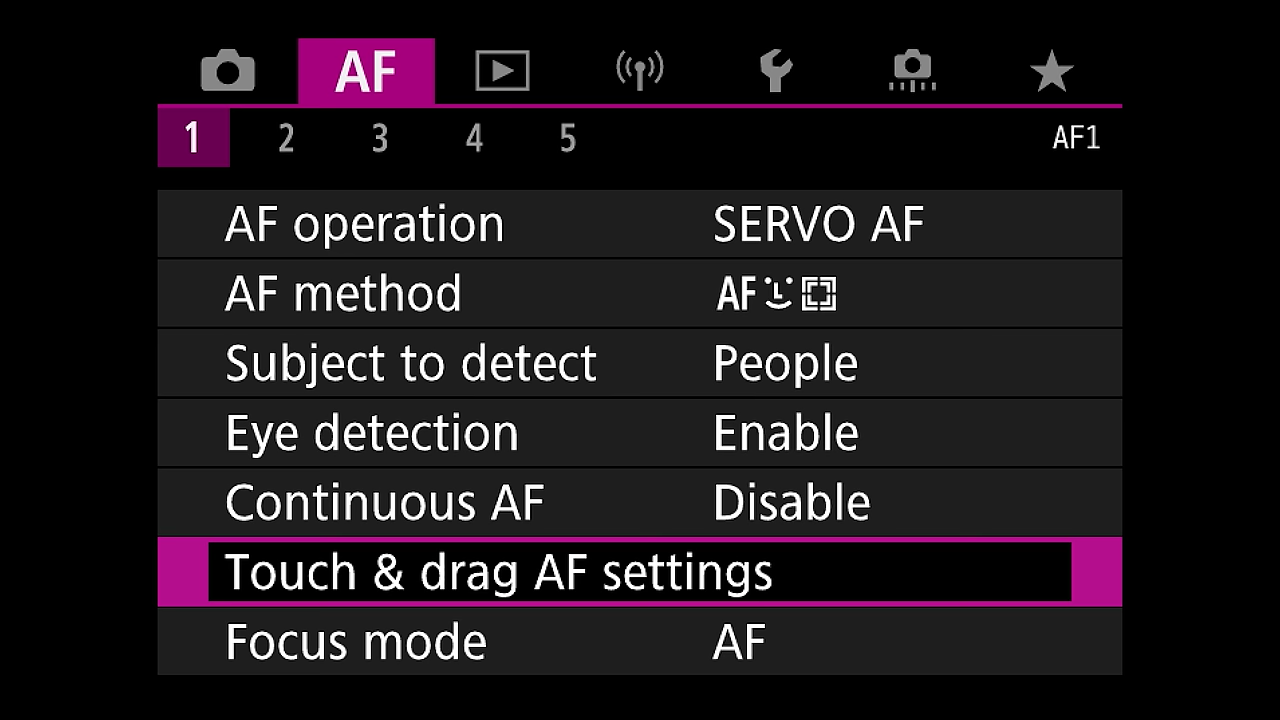 AF
1 2 3 4 5 AF1
AF operation SERVO AF
AF method AF
Subject to detect People
Eye detection Enable
Continuous AF Disable
Touch & drag AF settings
Focus mode AF